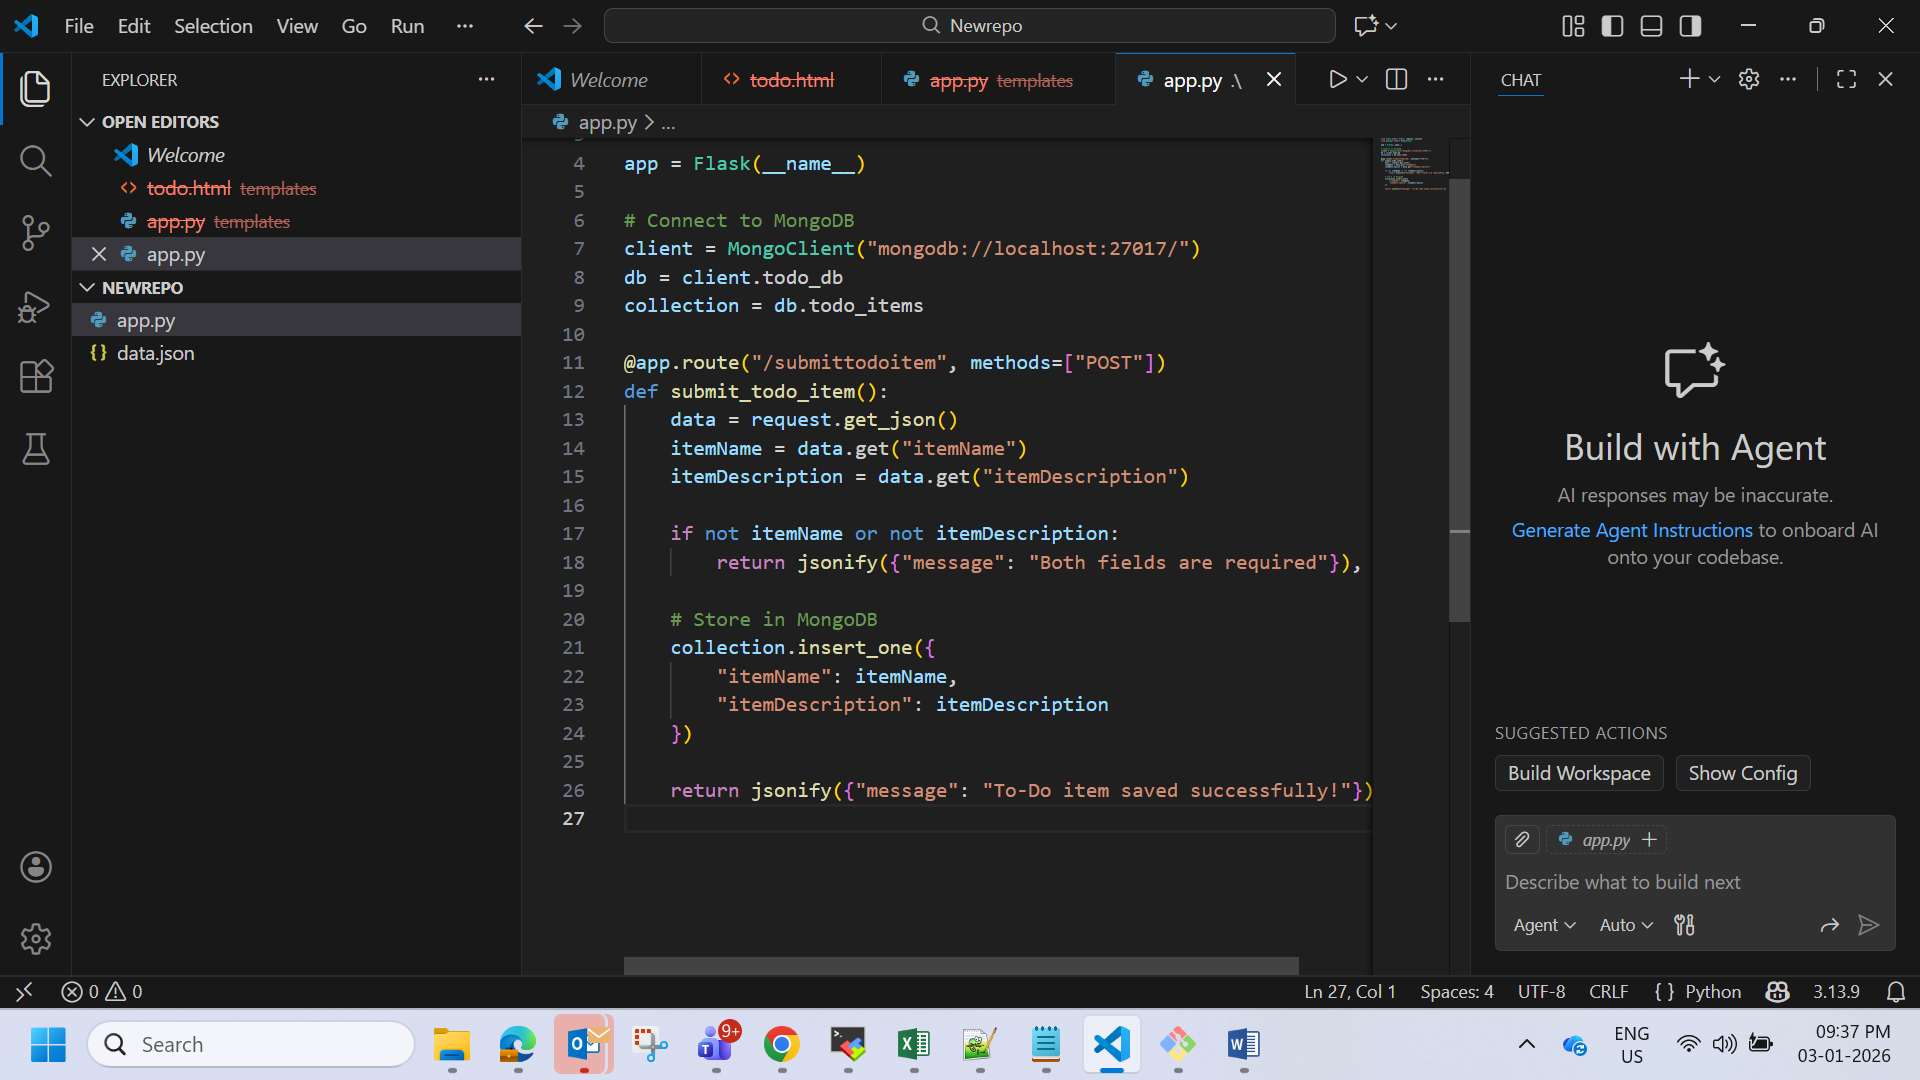 File Edit Selection View Go Run
Newrepo
EXPLORER
OPEN EDITORS
Welcome
todo.html templates
app.py templates
app.py
NEWREPO
app.py
data.json
Welcome
todo.html
app.py templates
app.py .\
app.py > ...
4 app = Flask(__name__)
5
6 # Connect to MongoDB
7 client = MongoClient("mongodb://localhost:27017/")
8 db = client.todo_db
9 collection = db.todo_items
10
11 @app.route("/submittodoitem", methods=["POST"])
12 def submit_todo_item():
13     data = request.get_json()
14     itemName = data.get("itemName")
15     itemDescription = data.get("itemDescription")
16
17     if not itemName or not itemDescription:
18         return jsonify({"message": "Both fields are required"}),
19
20     # Store in MongoDB
21     collection.insert_one({
22         "itemName": itemName,
23         "itemDescription": itemDescription
24     })
25
26     return jsonify({"message": "To-Do item saved successfully!"})
27
CHAT
Build with Agent
AI responses may be inaccurate.
Generate Agent Instructions to onboard AI
onto your codebase.
SUGGESTED ACTIONS
Build Workspace Show Config
app.py
Describe what to build next
Agent Auto
0 0
Ln 27, Col 1 Spaces: 4 UTF-8 CRLF { } Python 3.13.9
Search
9+
ENG
US
09:37 PM
03-01-2026